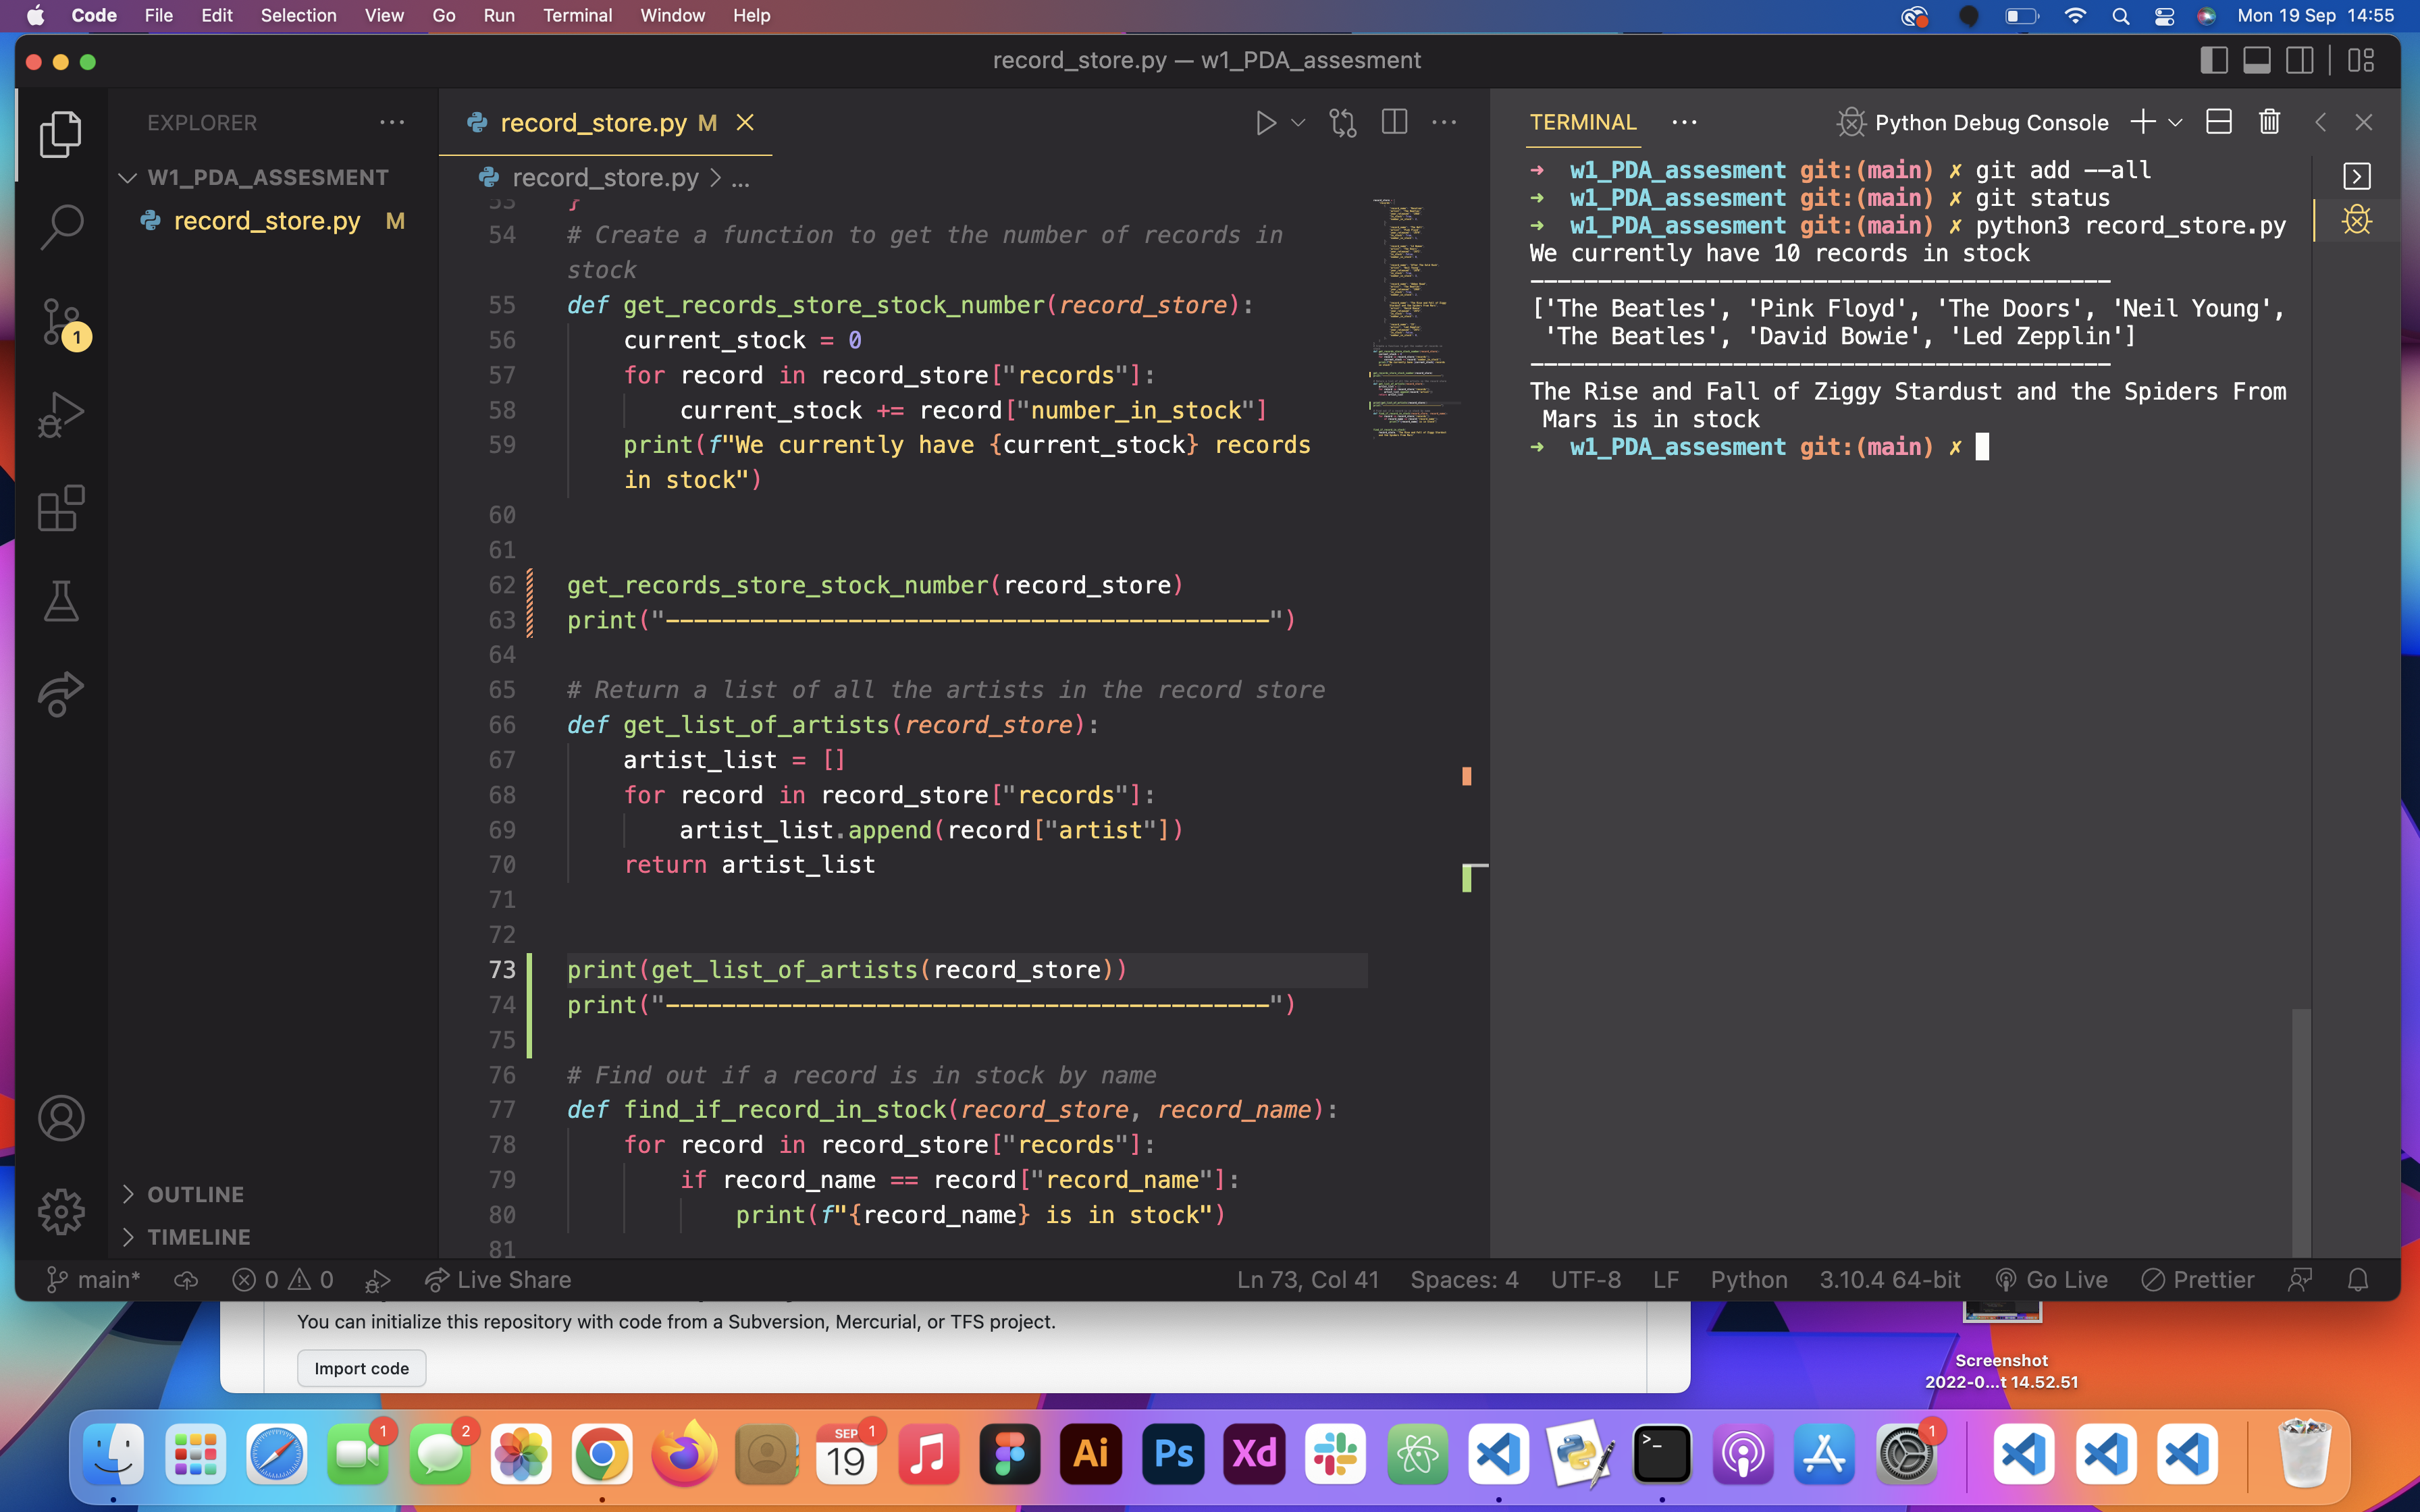 Code File Edit Selection View Go Run Terminal Window Help
Mon 19 Sep 14:55
record_store.py — w1_PDA_assesment
EXPLORER
W1_PDA_ASSESMENT
record_store.py M
1
OUTLINE
TIMELINE
record_store.py M
record_store.py > ...
53 }
54 # Create a function to get the number of records in
stock
55 def get_records_store_stock_number(record_store):
56 current_stock = 0
57 for record in record_store["records"]:
58 current_stock += record["number_in_stock"]
59 print(f"We currently have {current_stock} records
in stock")
60
61
62 get_records_store_stock_number(record_store)
63 print("-------------------------------------------")
64
65 # Return a list of all the artists in the record store
66 def get_list_of_artists(record_store):
67 artist_list = []
68 for record in record_store["records"]:
69 artist_list.append(record["artist"])
70 return artist_list
71
72
73 print(get_list_of_artists(record_store))
74 print("-------------------------------------------")
75
76 # Find out if a record is in stock by name
77 def find_if_record_in_stock(record_store, record_name):
78 for record in record_store["records"]:
79 if record_name == record["record_name"]:
80 print(f"{record_name} is in stock")
81
TERMINAL
Python Debug Console
➜ w1_PDA_assesment git:(main) ✗ git add --all
➜ w1_PDA_assesment git:(main) ✗ git status
➜ w1_PDA_assesment git:(main) ✗ python3 record_store.py
We currently have 10 records in stock
-------------------------------------------
['The Beatles', 'Pink Floyd', 'The Doors', 'Neil Young',
'The Beatles', 'David Bowie', 'Led Zepplin']
-------------------------------------------
The Rise and Fall of Ziggy Stardust and the Spiders From
Mars is in stock
➜ w1_PDA_assesment git:(main) ✗
main* 0 0 Live Share
Ln 73, Col 41 Spaces: 4 UTF-8 LF Python 3.10.4 64-bit Go Live Prettier
You can initialize this repository with code from a Subversion, Mercurial, or TFS project.
Import code
Screenshot
2022-0...t 14.52.51
1
2
SEP
19
1
Ai
Ps
Xd
>_
1